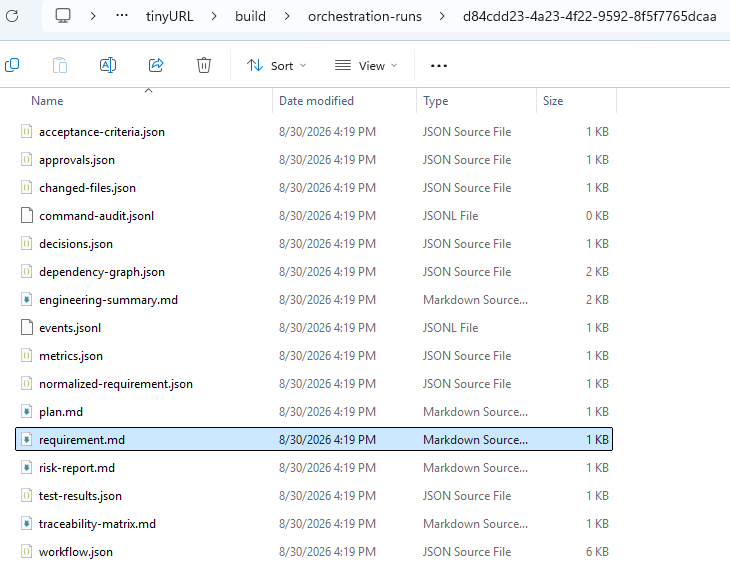 … tinyURL build orchestration-runs d84cdd23-4a23-4f22-9592-8f5f7765dcaa
Sort View …
Name Date modified Type Size
acceptance-criteria.json 8/30/2026 4:19 PM JSON Source File 1 KB
approvals.json 8/30/2026 4:19 PM JSON Source File 1 KB
changed-files.json 8/30/2026 4:19 PM JSON Source File 1 KB
command-audit.jsonl 8/30/2026 4:19 PM JSONL File 0 KB
decisions.json 8/30/2026 4:19 PM JSON Source File 1 KB
dependency-graph.json 8/30/2026 4:19 PM JSON Source File 2 KB
engineering-summary.md 8/30/2026 4:19 PM Markdown Source... 2 KB
events.jsonl 8/30/2026 4:19 PM JSONL File 1 KB
metrics.json 8/30/2026 4:19 PM JSON Source File 1 KB
normalized-requirement.json 8/30/2026 4:19 PM JSON Source File 1 KB
plan.md 8/30/2026 4:19 PM Markdown Source... 1 KB
requirement.md 8/30/2026 4:19 PM Markdown Source... 1 KB
risk-report.md 8/30/2026 4:19 PM Markdown Source... 1 KB
test-results.json 8/30/2026 4:19 PM JSON Source File 1 KB
traceability-matrix.md 8/30/2026 4:19 PM Markdown Source... 1 KB
workflow.json 8/30/2026 4:19 PM JSON Source File 6 KB